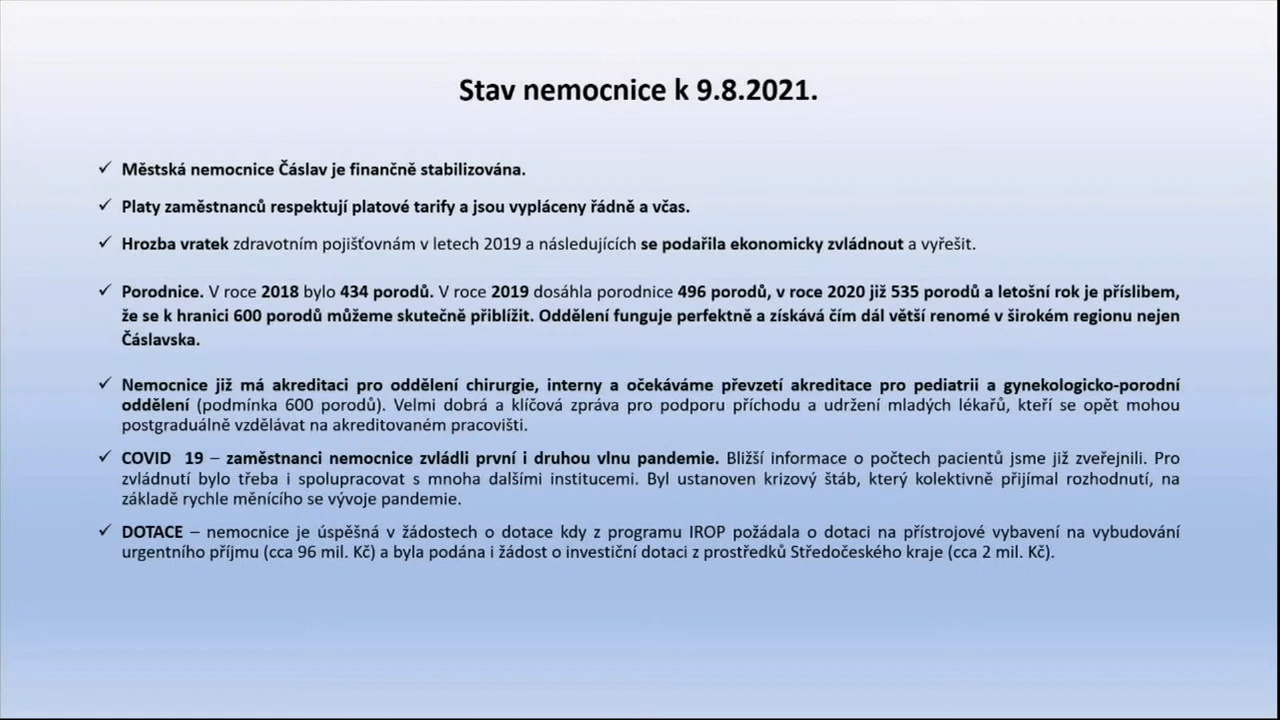 Stav nemocnice k 9.8.2021.
✓ Městská nemocnice Čáslav je finančně stabilizována.
✓ Platy zaměstnanců respektují platové tarify a jsou vypláceny řádně a včas.
✓ Hrozba vratek zdravotním pojišťovnám v letech 2019 a následujících se podařila ekonomicky zvládnout a vyřešit.
✓ Porodnice. V roce 2018 bylo 434 porodů. V roce 2019 dosáhla porodnice 496 porodů, v roce 2020 již 535 porodů a letošní rok je příslibem,
že se k hranici 600 porodů můžeme skutečně přiblížit. Oddělení funguje perfektně a získává čím dál větší renomé v širokém regionu nejen
Čáslavska.
✓ Nemocnice již má akreditaci pro oddělení chirurgie, interny a očekáváme převzetí akreditace pro pediatrii a gynekologicko-porodní
oddělení (podmínka 600 porodů). Velmi dobrá a klíčová zpráva pro podporu příchodu a udržení mladých lékařů, kteří se opět mohou
postgraduálně vzdělávat na akreditovaném pracovišti.
✓ COVID 19 – zaměstnanci nemocnice zvládli první i druhou vlnu pandemie. Bližší informace o počtech pacientů jsme již zveřejnili. Pro
zvládnutí bylo třeba i spolupracovat s mnoha dalšími institucemi. Byl ustanoven krizový štáb, který kolektivně přijímal rozhodnutí, na
základě rychle měnícího se vývoje pandemie.
✓ DOTACE – nemocnice je úspěšná v žádostech o dotace kdy z programu IROP požádala o dotaci na přístrojové vybavení na vybudování
urgentního příjmu (cca 96 mil. Kč) a byla podána i žádost o investiční dotaci z prostředků Středočeského kraje (cca 2 mil. Kč).